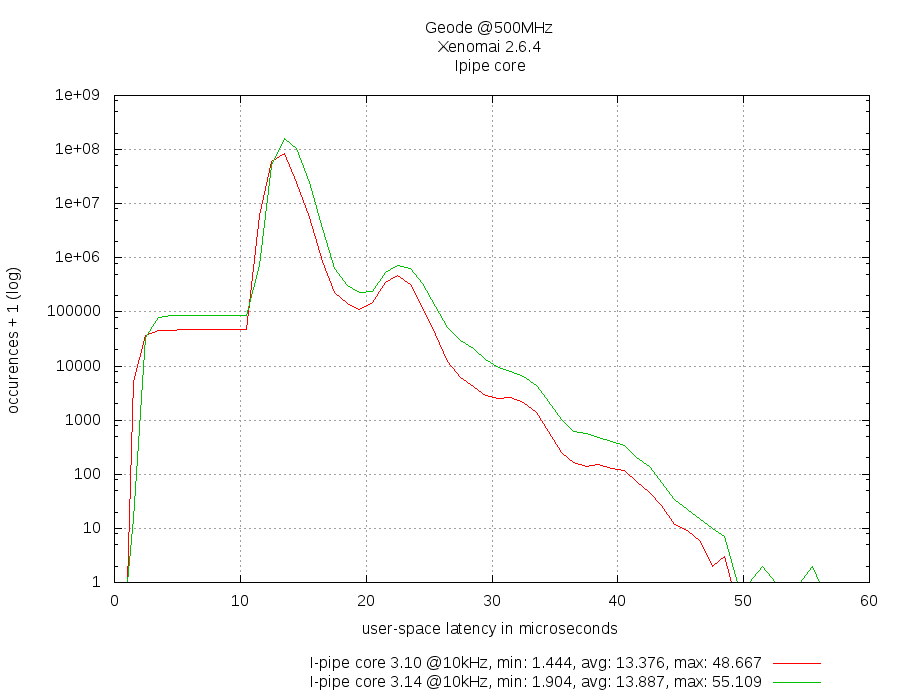 Geode @500MHz
Xenomai 2.6.4
Ipipe core
1e+09
1e+08
1e+07
1e+06
100000
10000
1000
100
10
1
occurences + 1 (log)
0 10 20 30 40 50 60
user-space latency in microseconds
I-pipe core 3.10 @10kHz, min: 1.444, avg: 13.376, max: 48.667
I-pipe core 3.14 @10kHz, min: 1.904, avg: 13.887, max: 55.109